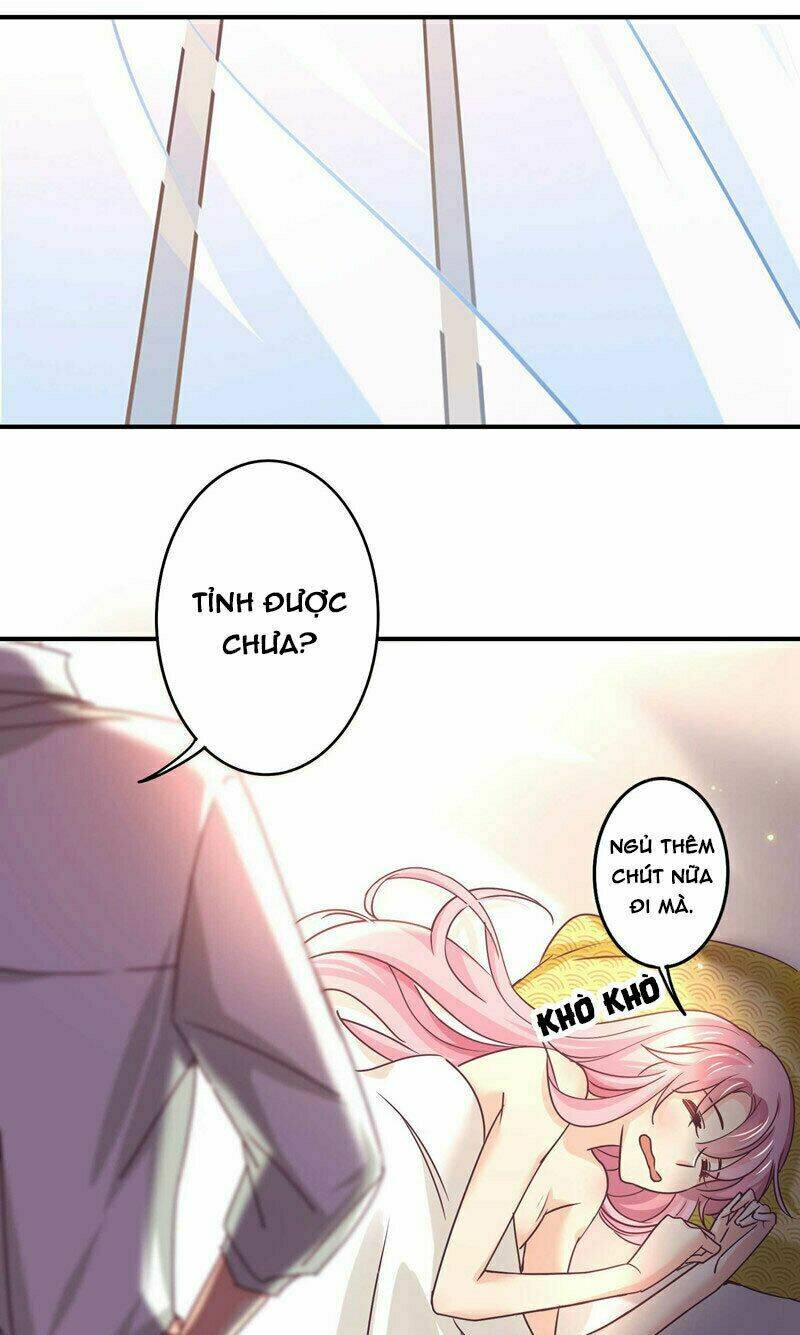 TỈNH ĐƯỢC
CHƯA?
NGỦ THÊM
CHÚT NỮA
ĐI MÀ.
KHÒ KHÒ